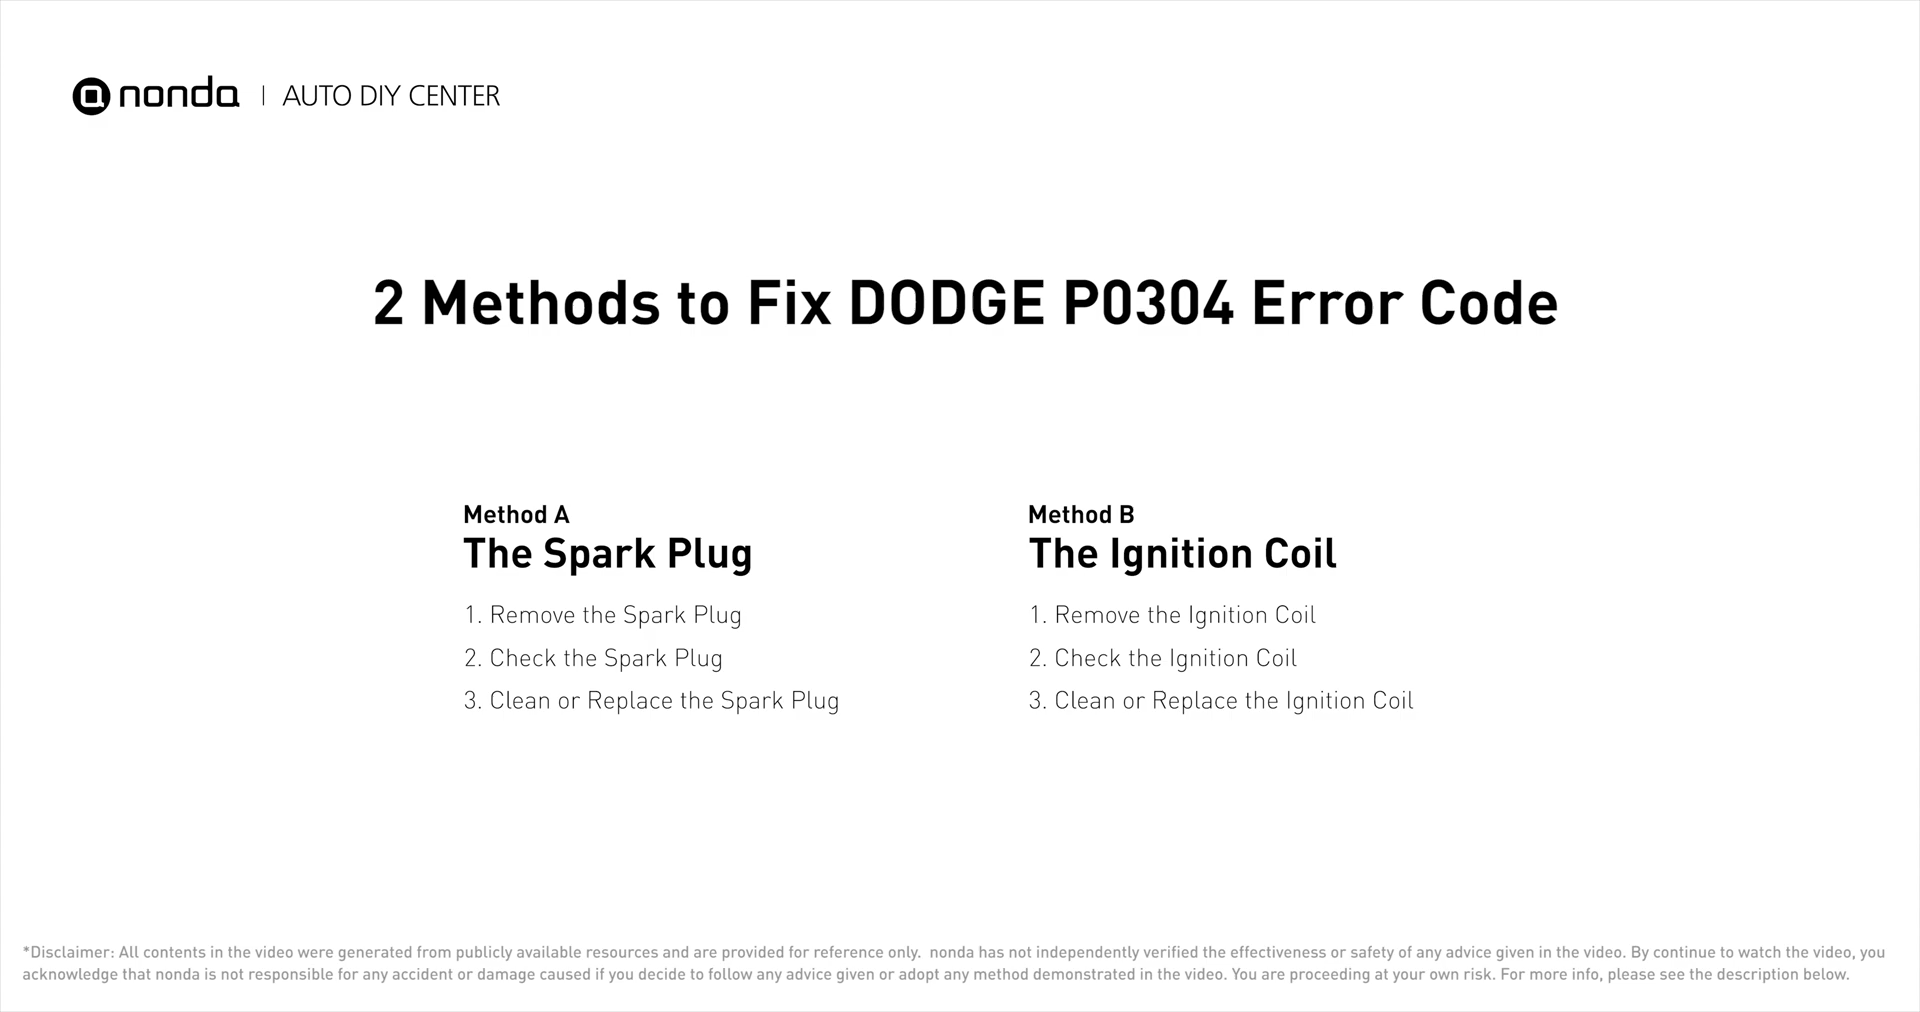 nonda | AUTO DIY CENTER
2 Methods to Fix DODGE P0304 Error Code
Method A
The Spark Plug
1. Remove the Spark Plug
2. Check the Spark Plug
3. Clean or Replace the Spark Plug
Method B
The Ignition Coil
1. Remove the Ignition Coil
2. Check the Ignition Coil
3. Clean or Replace the Ignition Coil
*Disclaimer: All contents in the video were generated from publicly available resources and are provided for reference only.  nonda has not independently verified the effectiveness or safety of any advice given in the video. By continue to watch the video, you
acknowledge that nonda is not responsible for any accident or damage caused if you decide to follow any advice given or adopt any method demonstrated in the video. You are proceeding at your own risk. For more info, please see the description below.